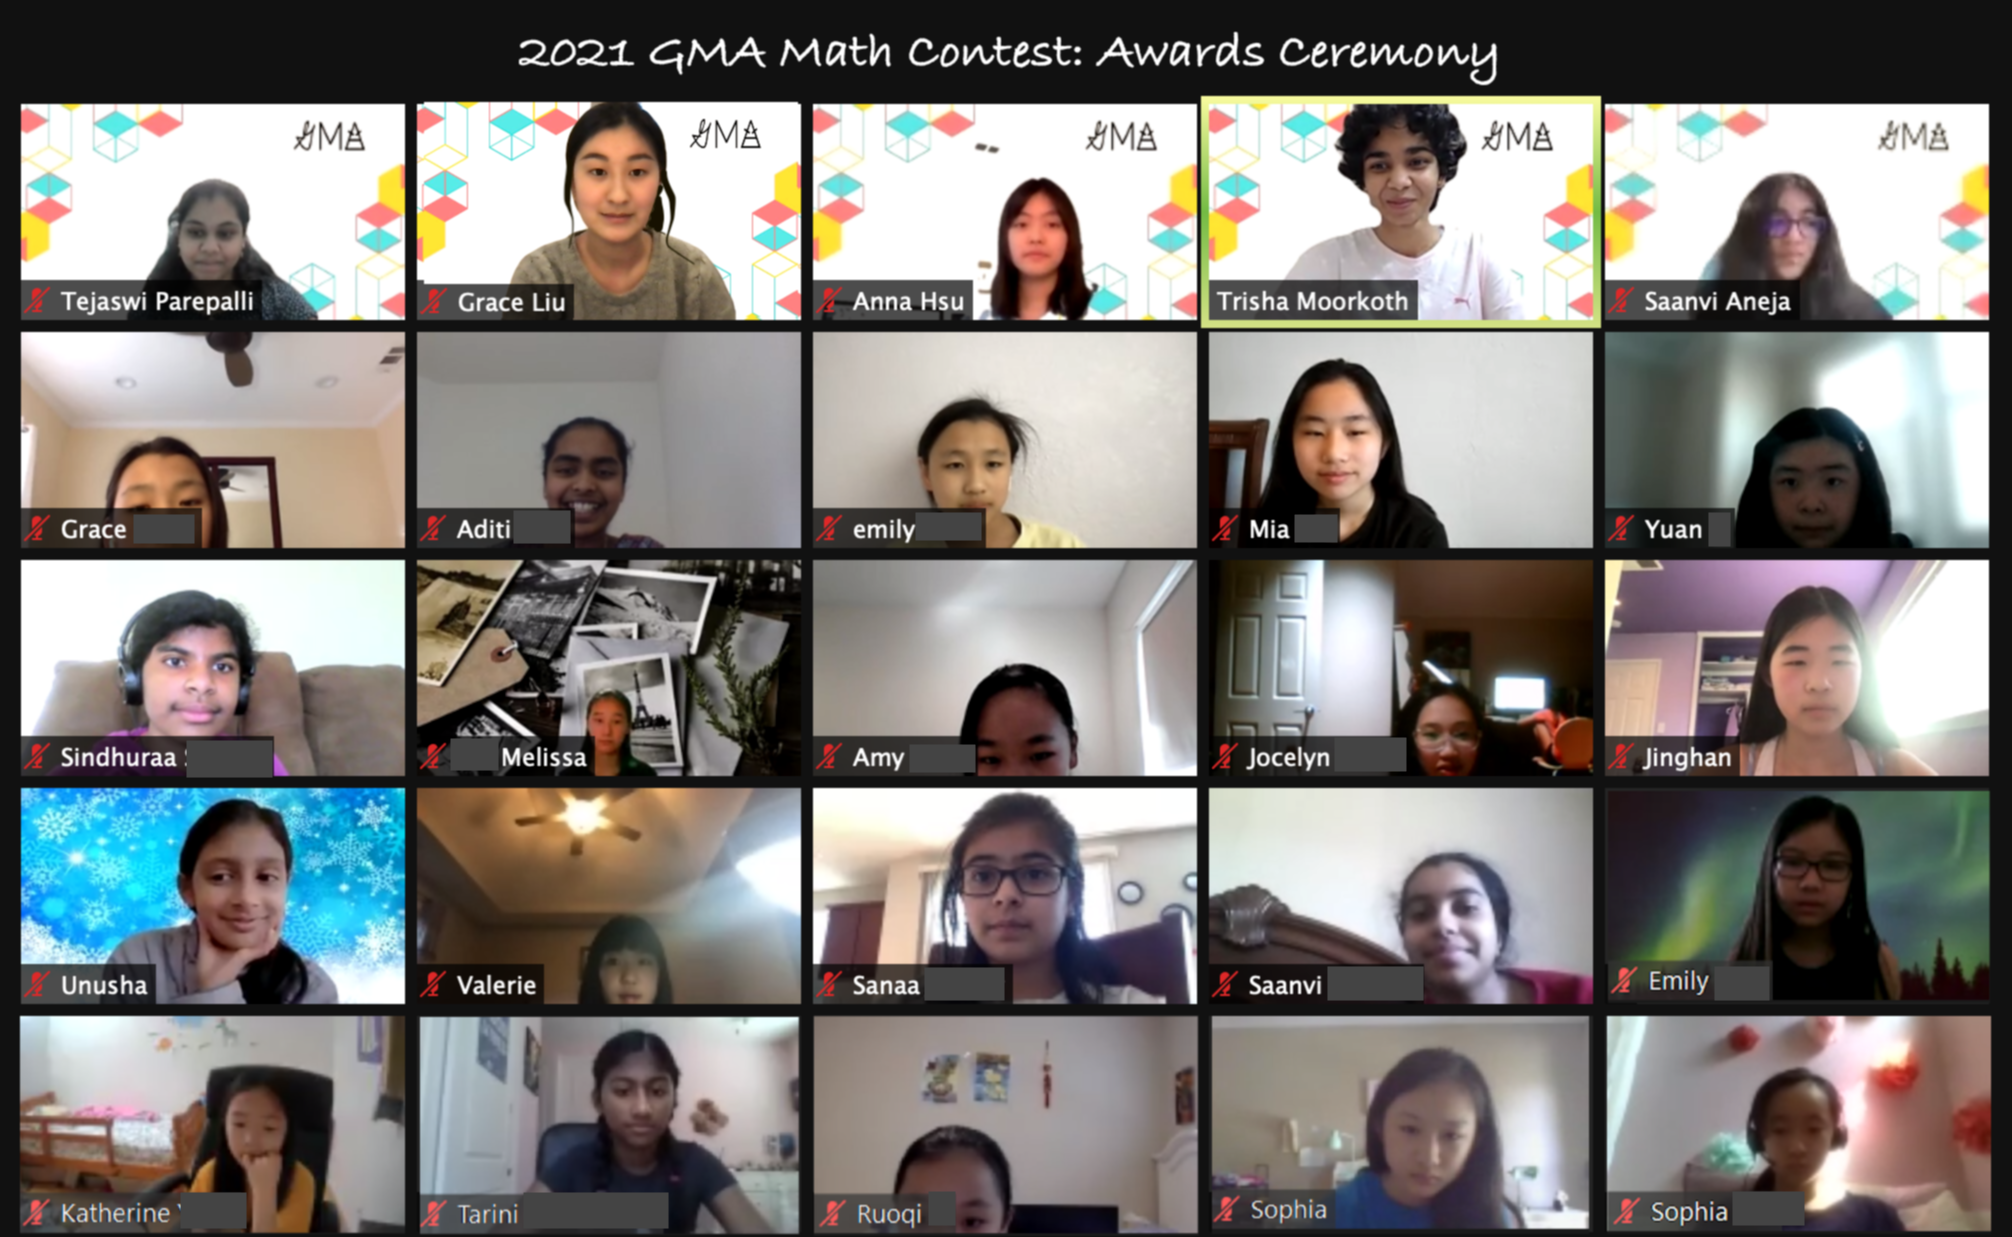 2021 GMA Math Contest: Awards Ceremony
GMA
GMA
GMA
GMA
GMA
Tejaswi Parepalli
Grace Liu
Anna Hsu
Trisha Moorkoth
Saanvi Aneja
Grace
Aditi
emily
Mia
Yuan
Sindhuraa
Melissa
Amy
Jocelyn
Jinghan
Unusha
Valerie
Sanaa
Saanvi
Emily
Katherine
Tarini
Ruoqi
Sophia
Sophia